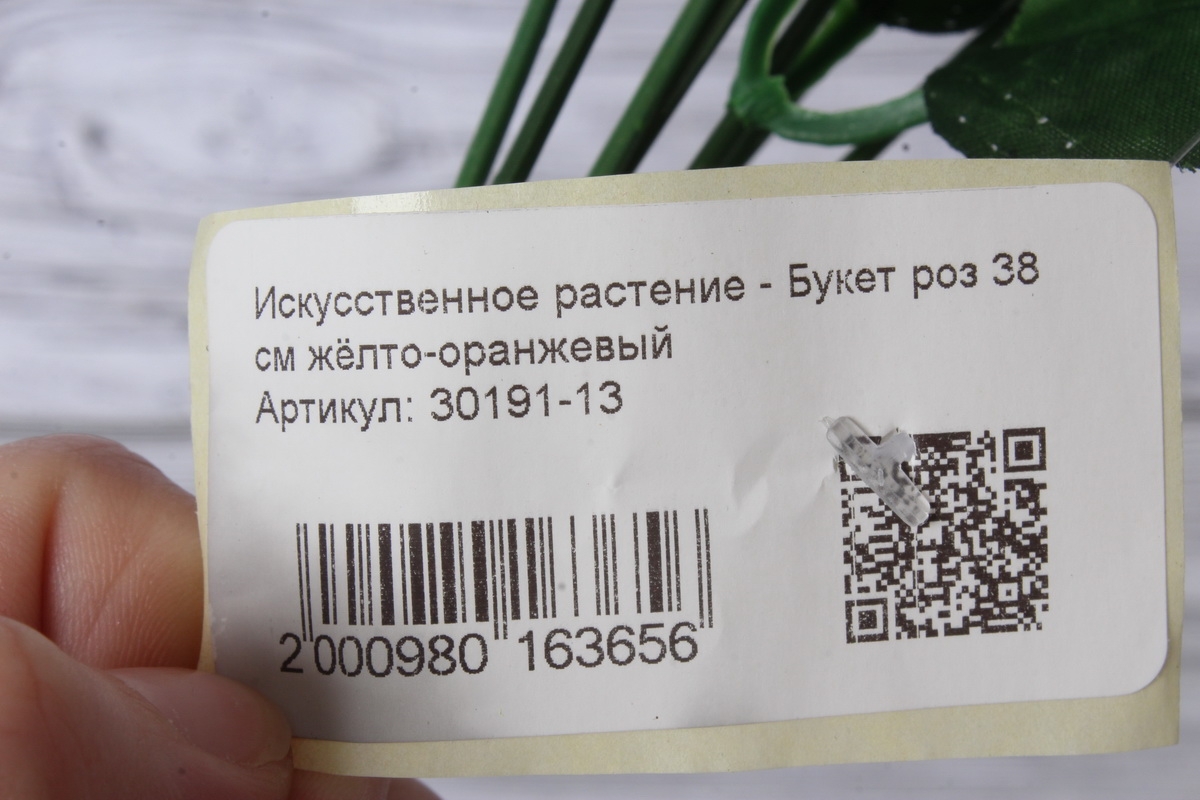 Искусственное растение - Букет роз 38
см жёлто-оранжевый
Артикул: 30191-13
2 000980 163656